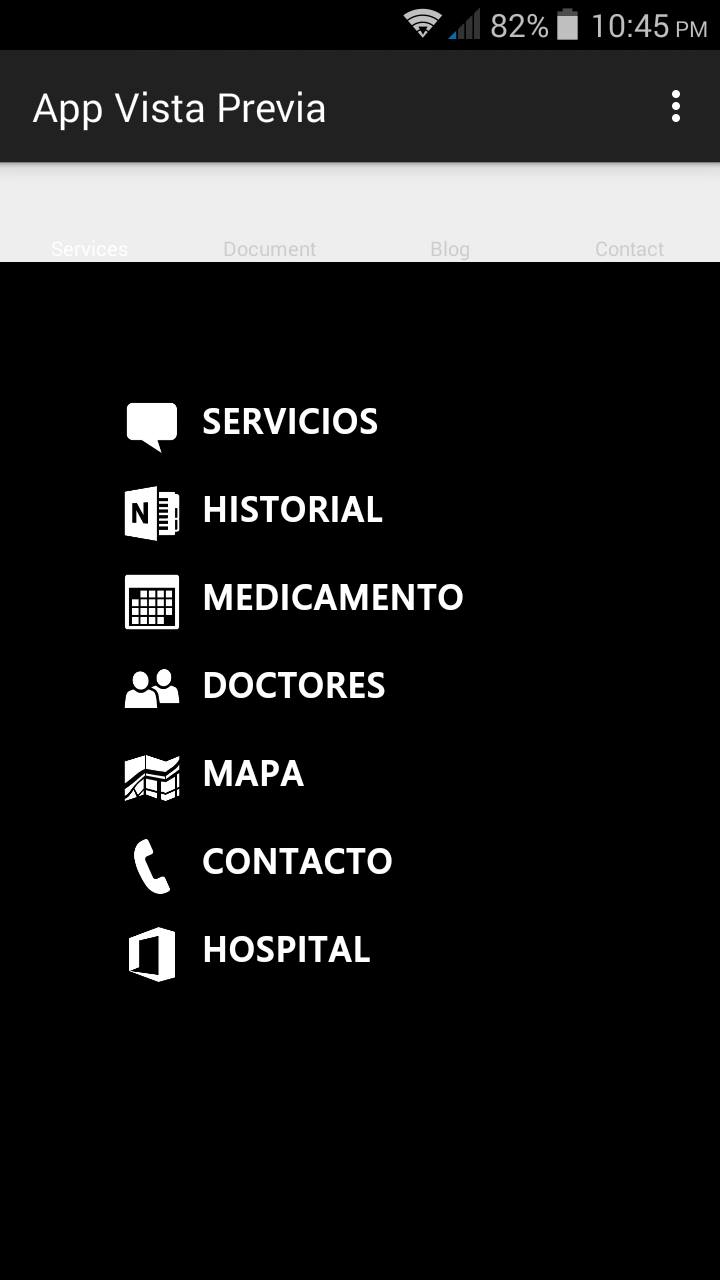 82% 10:45 PM
App Vista Previa
Services Document Blog Contact
SERVICIOS
N HISTORIAL
MEDICAMENTO
DOCTORES
MAPA
CONTACTO
HOSPITAL